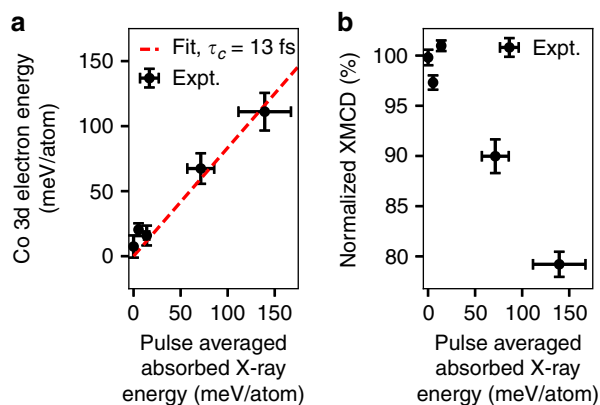 a
Co 3d electron energy
(meV/atom)
150
100
50
0
Fit, τc = 13 fs
Expt.
0 50 100 150
Pulse averaged
absorbed X-ray
energy (meV/atom)
b
Normalized XMCD (%)
100
95
90
85
80
Expt.
0 50 100 150
Pulse averaged
absorbed X-ray
energy (meV/atom)